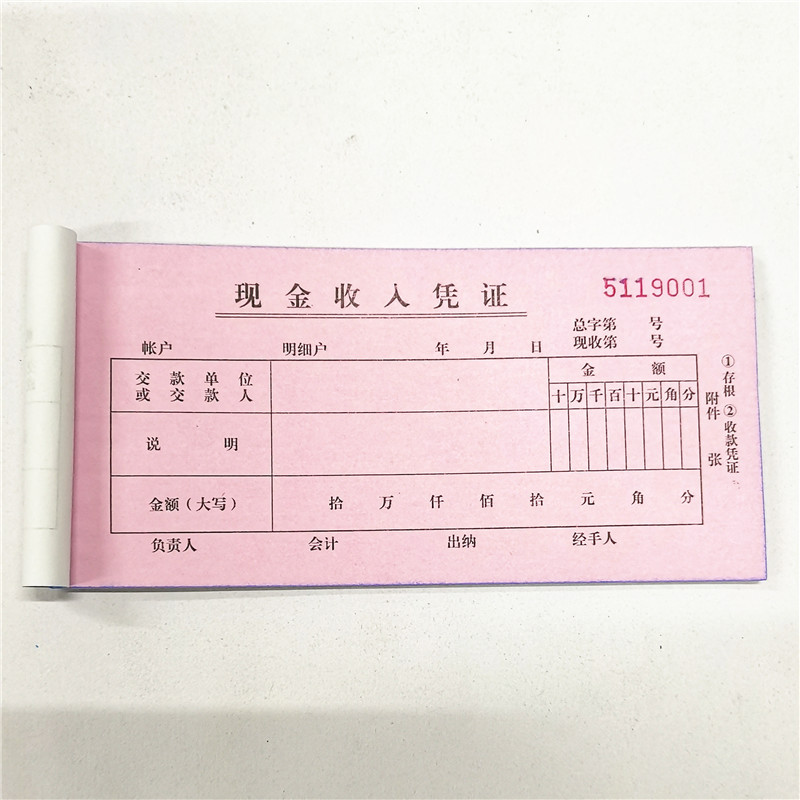 现金收入凭证
5119001
总字第 号
帐户 明细户 年 月 日 现收第 号
交款单位 金额
或交款人 十 万 千 百 十 元 角 分
说明
金额（大写） 拾 万 仟 佰 拾 元 角 分
负责人 会计 出纳 经手人
附件 张
①存根②收款凭证